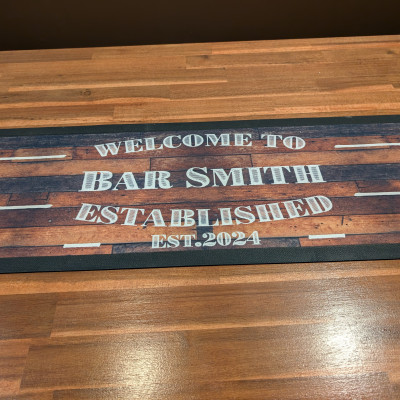 WELCOME TO
BAR SMITH
ESTABLISHED
EST.2024